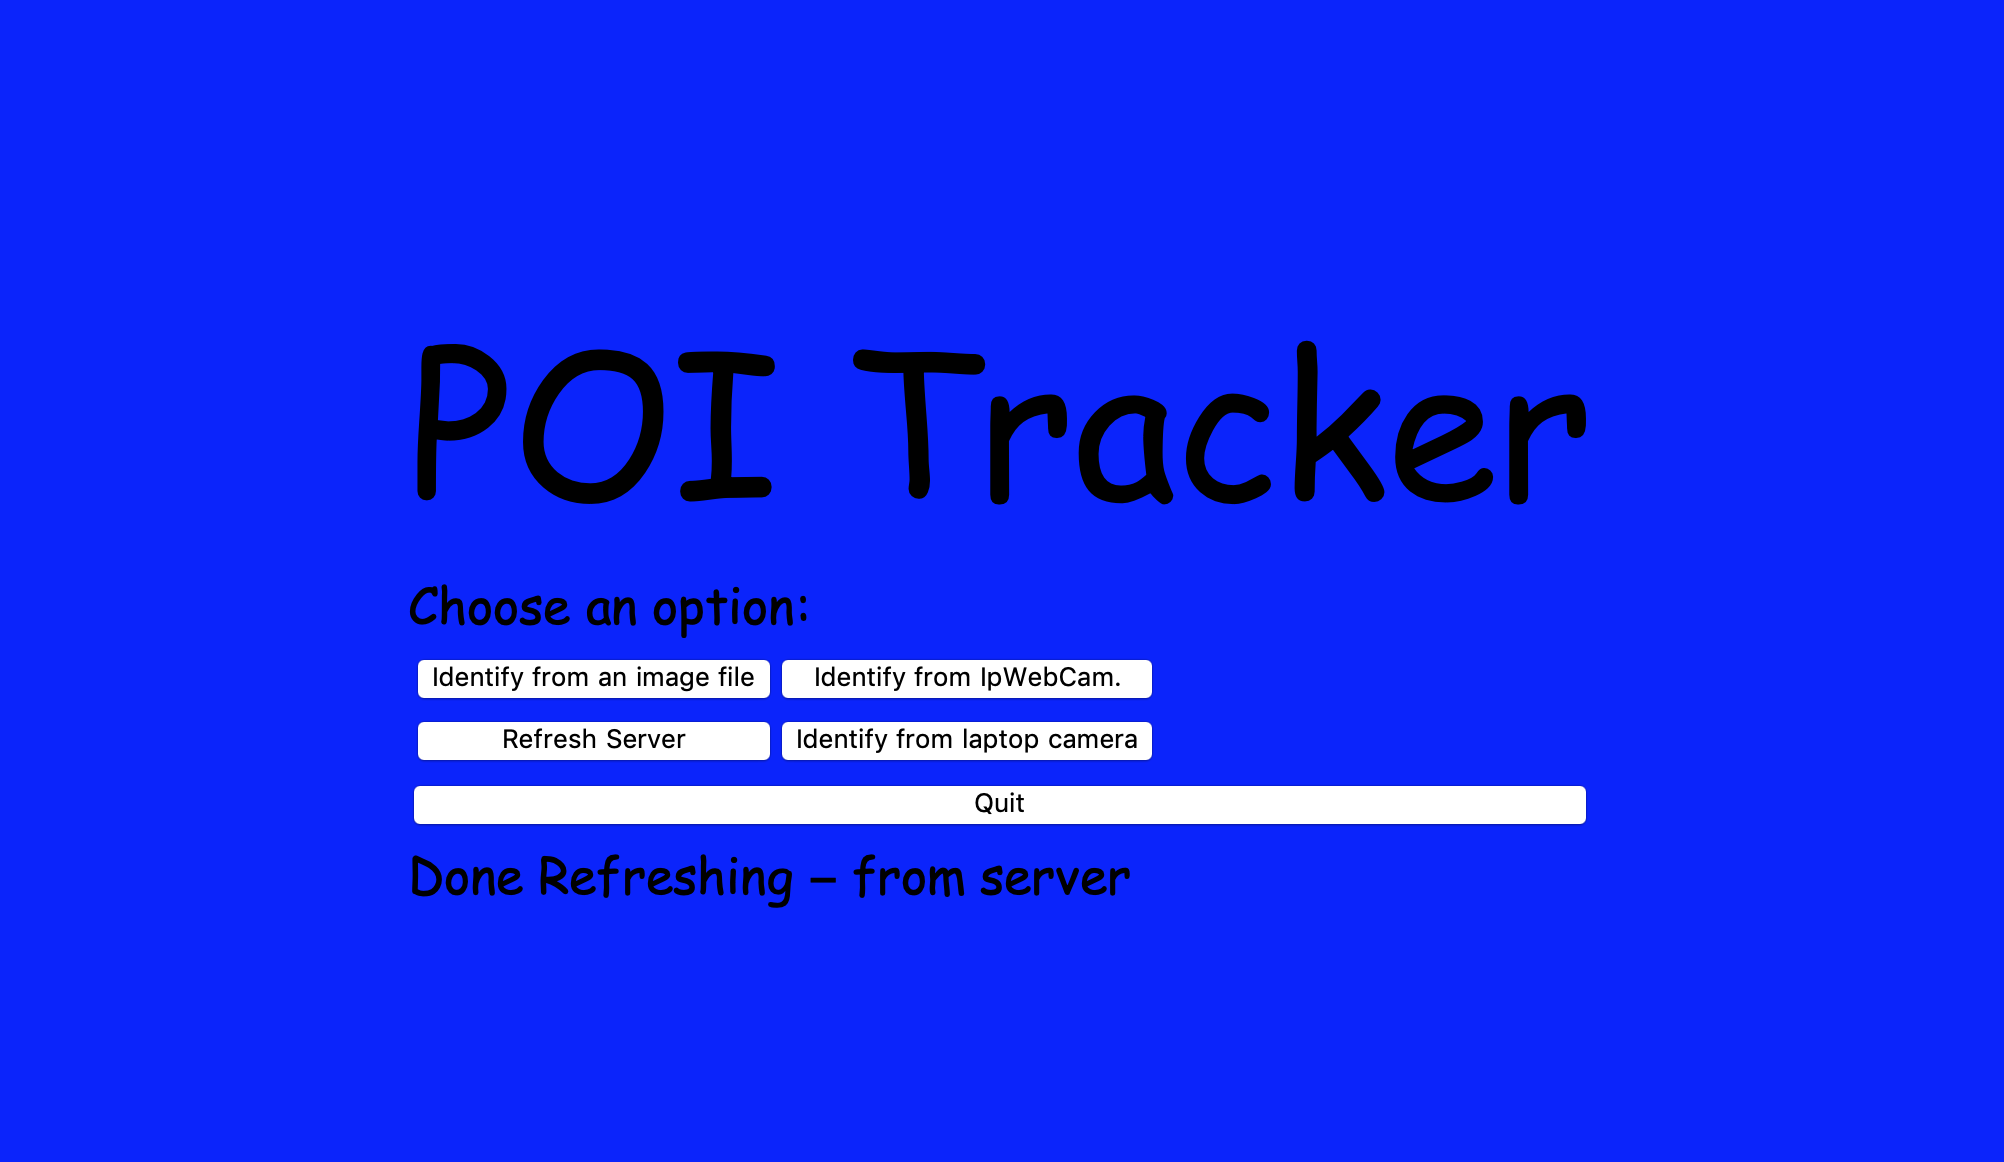 POI Tracker
Choose an option:
Identify from an image file
Identify from IpWebCam.
Refresh Server
Identify from laptop camera
Quit
Done Refreshing – from server